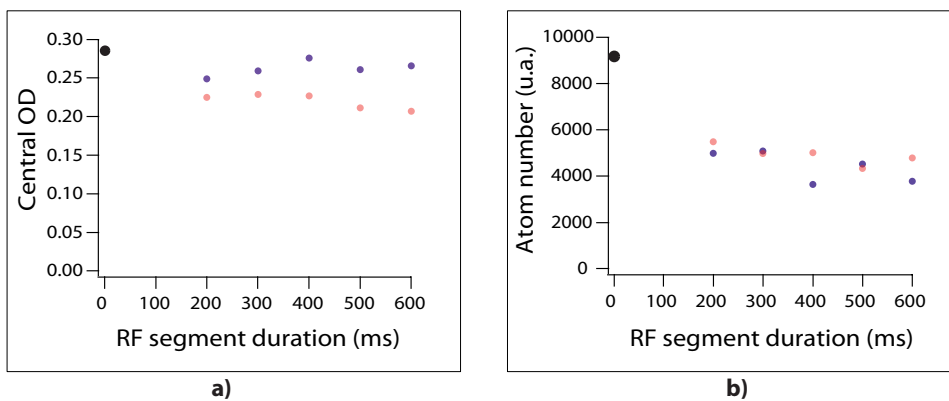 0.30
0.25
0.20
0.15
0.10
0.05
0.00
Central OD
0 100 200 300 400 500 600
RF segment duration (ms)
a)
10000
8000
6000
4000
2000
0
Atom number (u.a.)
0 100 200 300 400 500 600
RF segment duration (ms)
b)